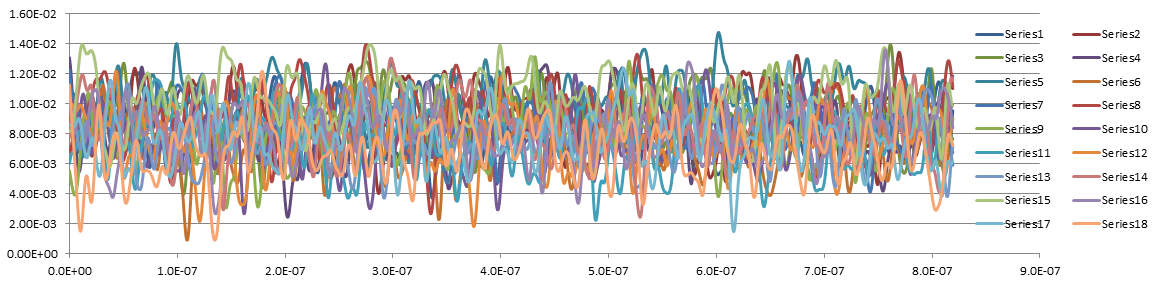 1.60E-02
1.40E-02
1.20E-02
1.00E-02
8.00E-03
6.00E-03
4.00E-03
2.00E-03
0.00E+00
0.0E+00 1.0E-07 2.0E-07 3.0E-07 4.0E-07 5.0E-07 6.0E-07 7.0E-07 8.0E-07 9.0E-07
Series1 Series2
Series3 Series4
Series5 Series6
Series7 Series8
Series9 Series10
Series11 Series12
Series13 Series14
Series15 Series16
Series17 Series18